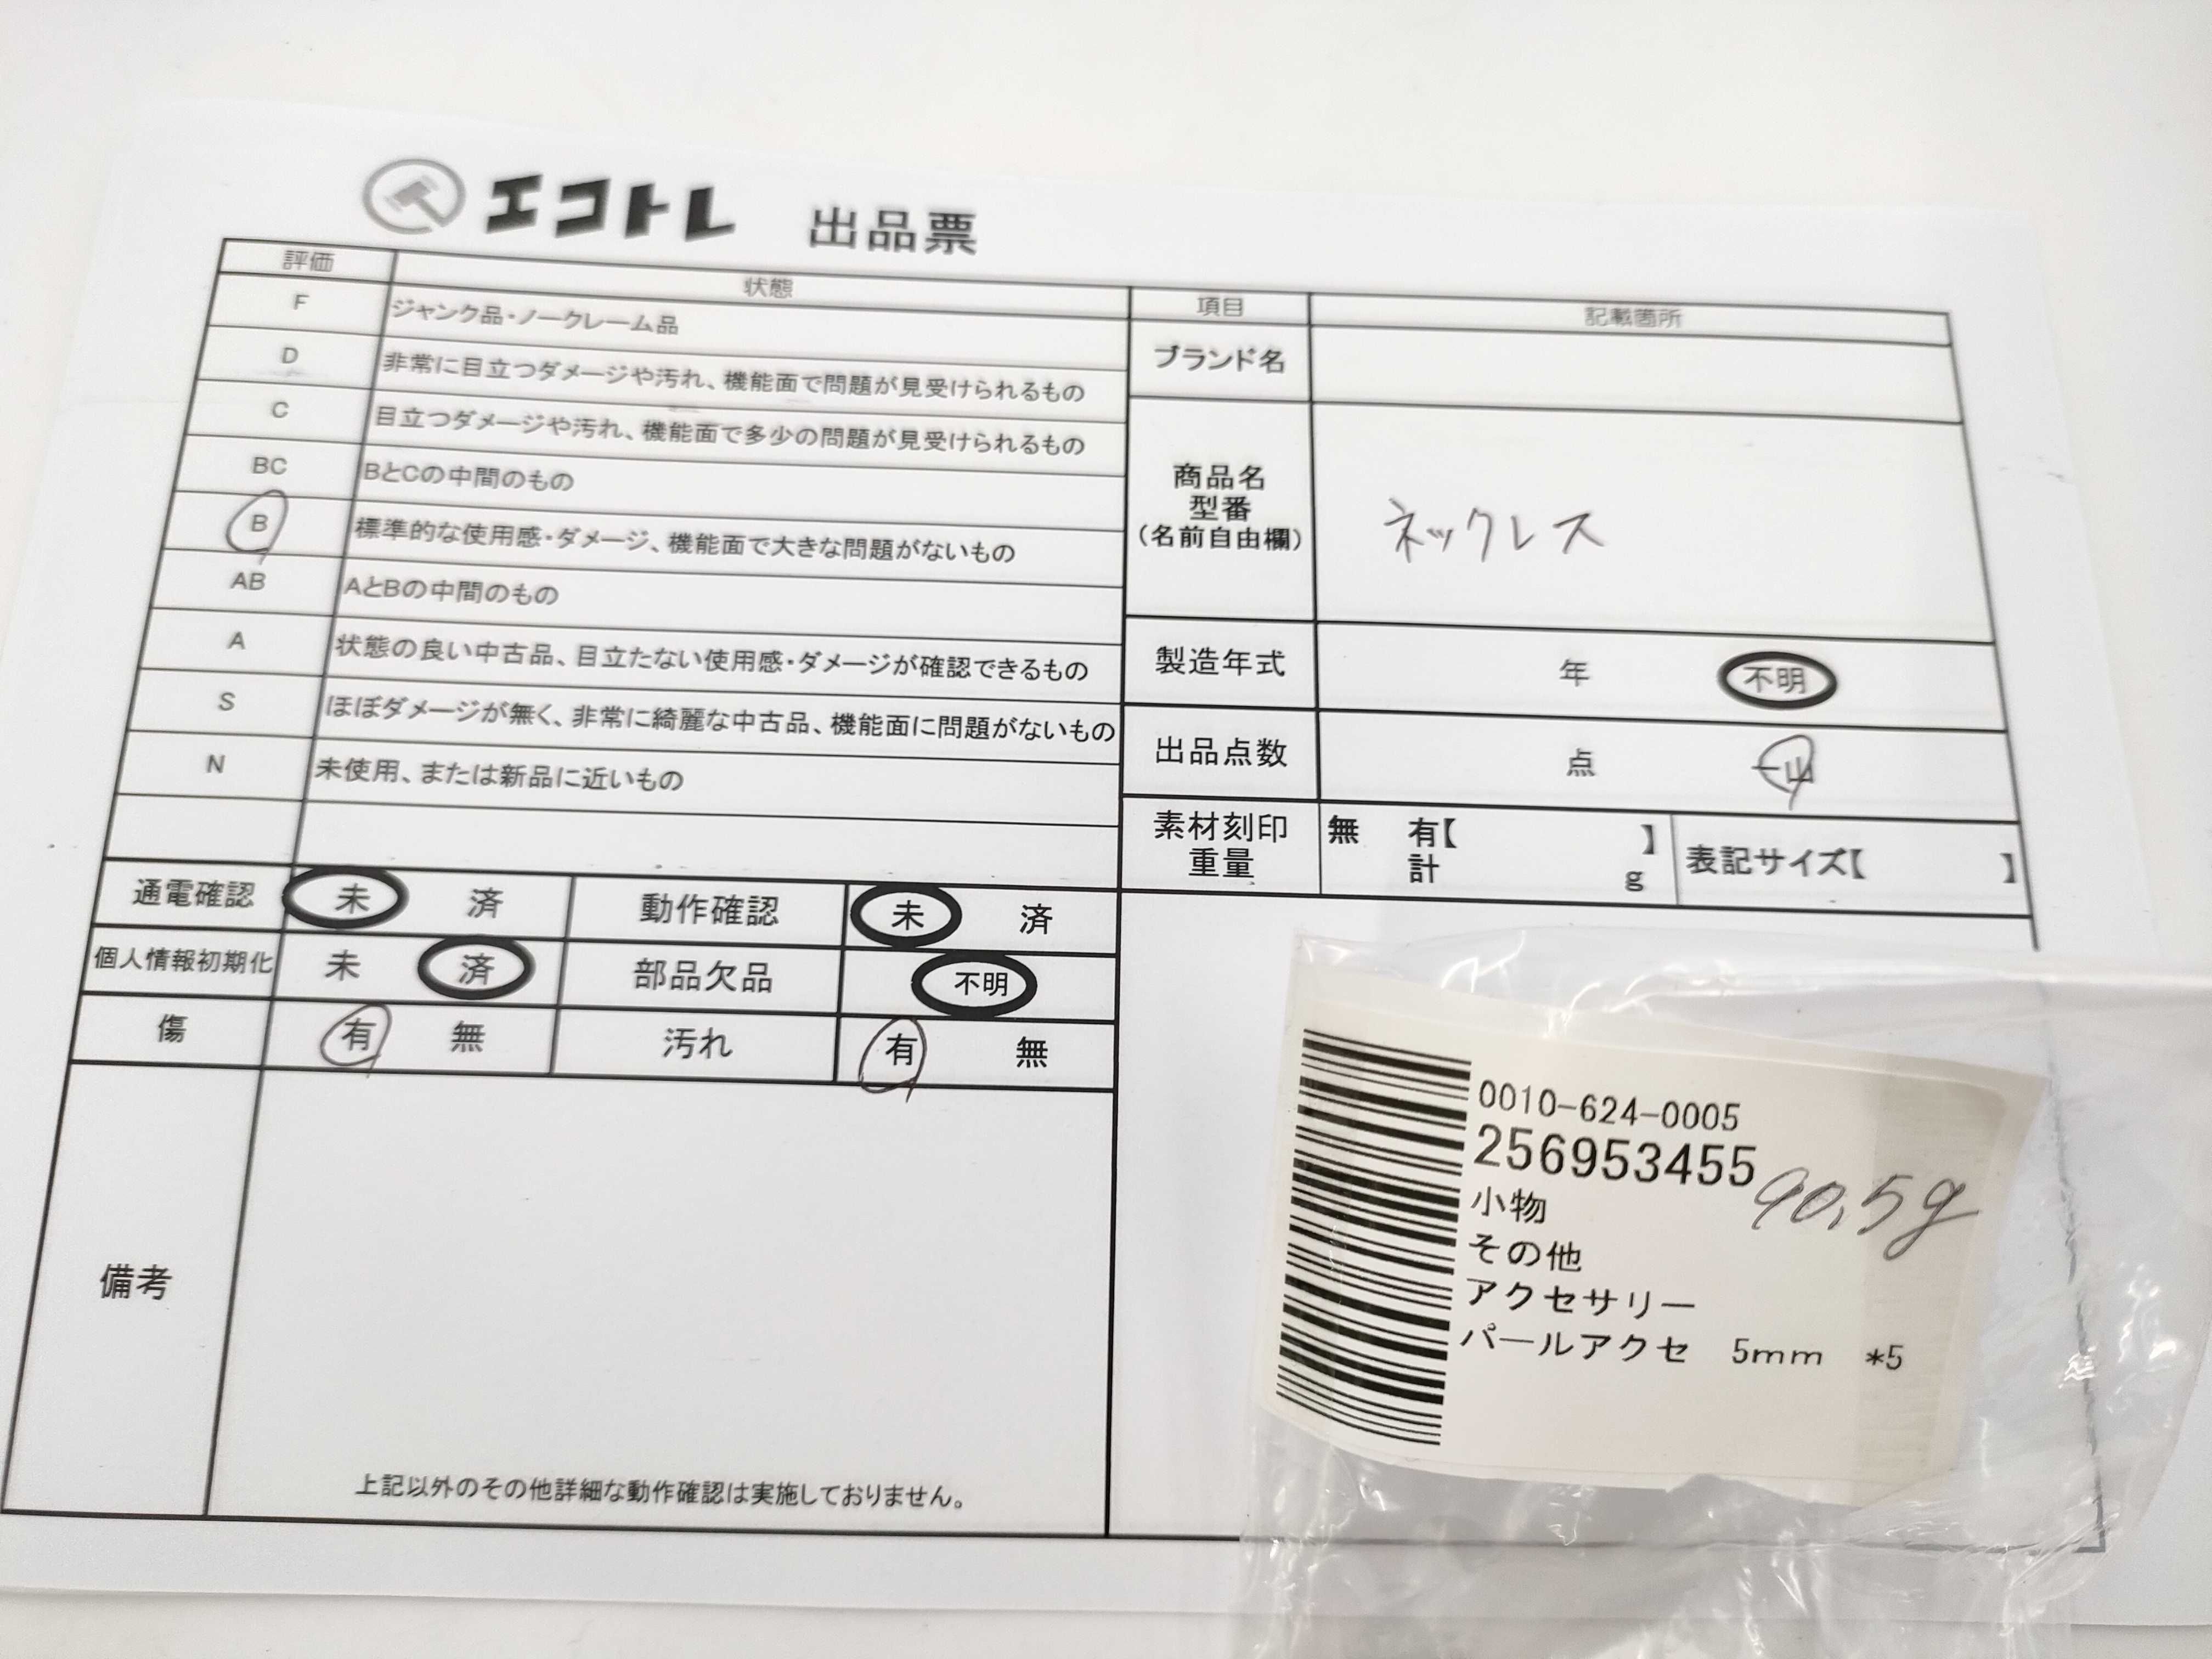 エコトレ 出品票
評価 状態 項目 記載箇所
F ジャンク品・ノークレーム品
D 非常に目立つダメージや汚れ、機能面で問題が見受けられるもの
C 目立つダメージや汚れ、機能面で多少の問題が見受けられるもの
BC BとCの中間のもの
B 標準的な使用感・ダメージ、機能面で大きな問題がないもの
AB AとBの中間のもの
A 状態の良い中古品、目立たない使用感・ダメージが確認できるもの
S ほぼダメージが無く、非常に綺麗な中古品、機能面に問題がないもの
N 未使用、または新品に近いもの
ブランド名
商品名
型番
(名前自由欄)
ネックレス
製造年式 年 不明
出品点数 点 一山
素材刻印
重量
無 有【 】
計 g
表記サイズ【 】
通電確認 未 済 動作確認 未 済
個人情報初期化 未 済 部品欠品 不明
傷 有 無 汚れ 有 無
備考
上記以外のその他詳細な動作確認は実施しておりません。
0010-624-0005
256953455
90.5g
小物
その他
アクセサリー
パールアクセ 5mm *5